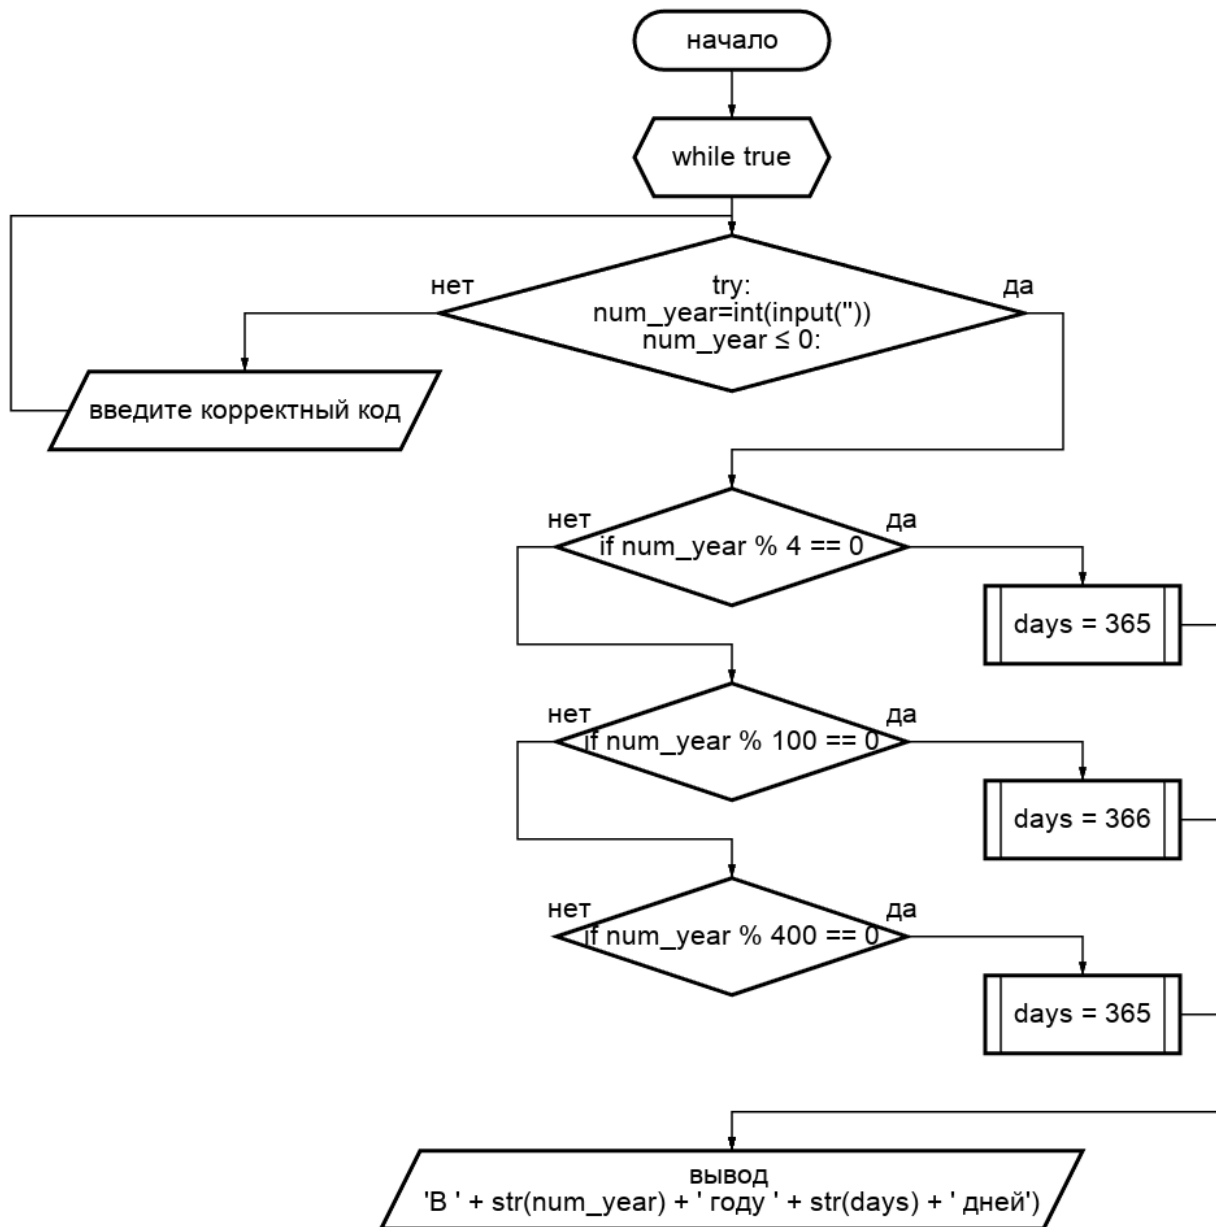 начало
while true
нет
да
try:
num_year=int(input(''))
num_year ≤ 0:
введите корректный код
нет
да
if num_year % 4 == 0
days = 365
нет
да
if num_year % 100 == 0
days = 366
нет
да
if num_year % 400 == 0
days = 365
вывод
'В ' + str(num_year) + ' году ' + str(days) + ' дней')